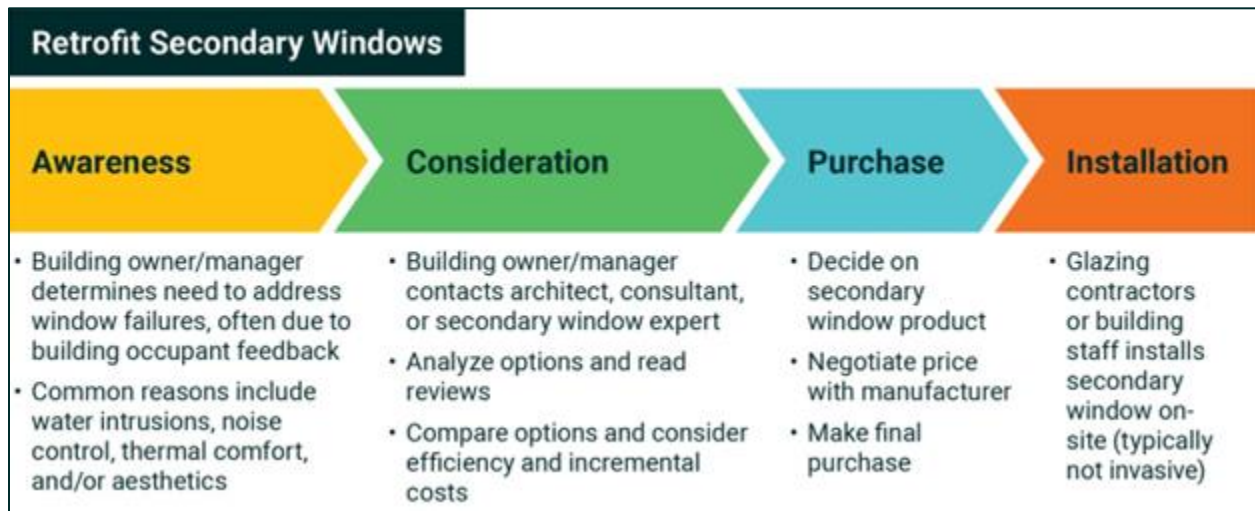 Retrofit Secondary Windows
Awareness
Consideration
Purchase
Installation
• Building owner/manager
determines need to address
window failures, often due to
building occupant feedback
• Common reasons include
water intrusions, noise
control, thermal comfort,
and/or aesthetics
• Building owner/manager
contacts architect, consultant,
or secondary window expert
• Analyze options and read
reviews
• Compare options and consider
efficiency and incremental
costs
• Decide on
secondary
window product
• Negotiate price
with manufacturer
• Make final
purchase
• Glazing
contractors
or building
staff installs
secondary
window on-
site (typically
not invasive)